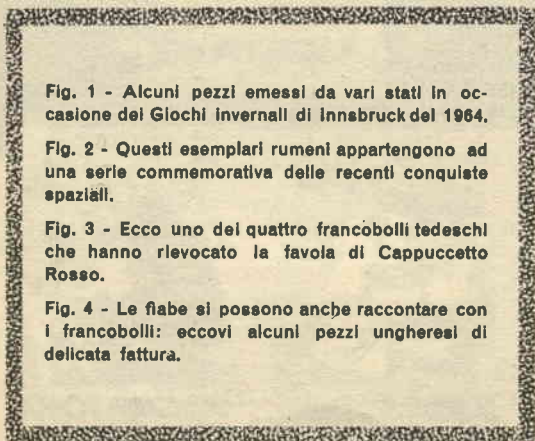 Fig. 1 - Alcuni pezzi emessi da vari stati in oc-
casione dei Giochi invernali di Innsbruck del 1964.
Fig. 2 - Questi esemplari rumeni appartengono ad
una serie commemorativa delle recenti conquiste
spaziali.
Fig. 3 - Ecco uno dei quattro francobolli tedeschi
che hanno rievocato la favola di Cappuccetto
Rosso.
Fig. 4 - Le fiabe si possono anche raccontare con
i francobolli: eccovi alcuni pezzi ungheresi di
delicata fattura.